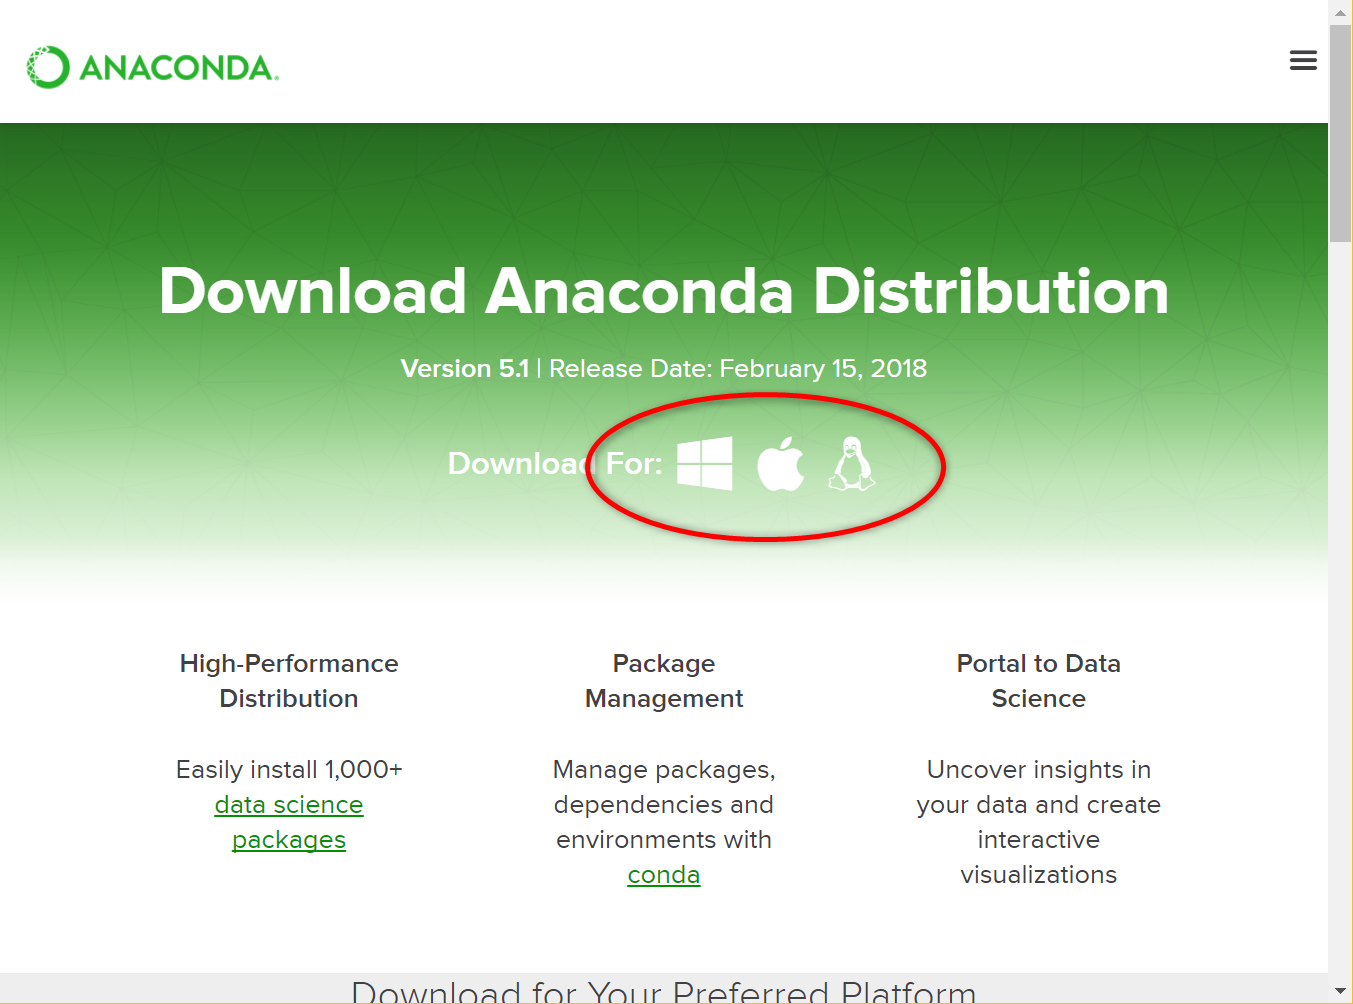 ANACONDA.
Download Anaconda Distribution
Version 5.1 | Release Date: February 15, 2018
Download For:
High-Performance
Distribution
Easily install 1,000+
data science
packages
Package
Management
Manage packages,
dependencies and
environments with
conda
Portal to Data
Science
Uncover insights in
your data and create
interactive
visualizations
Download for Your Preferred Platform